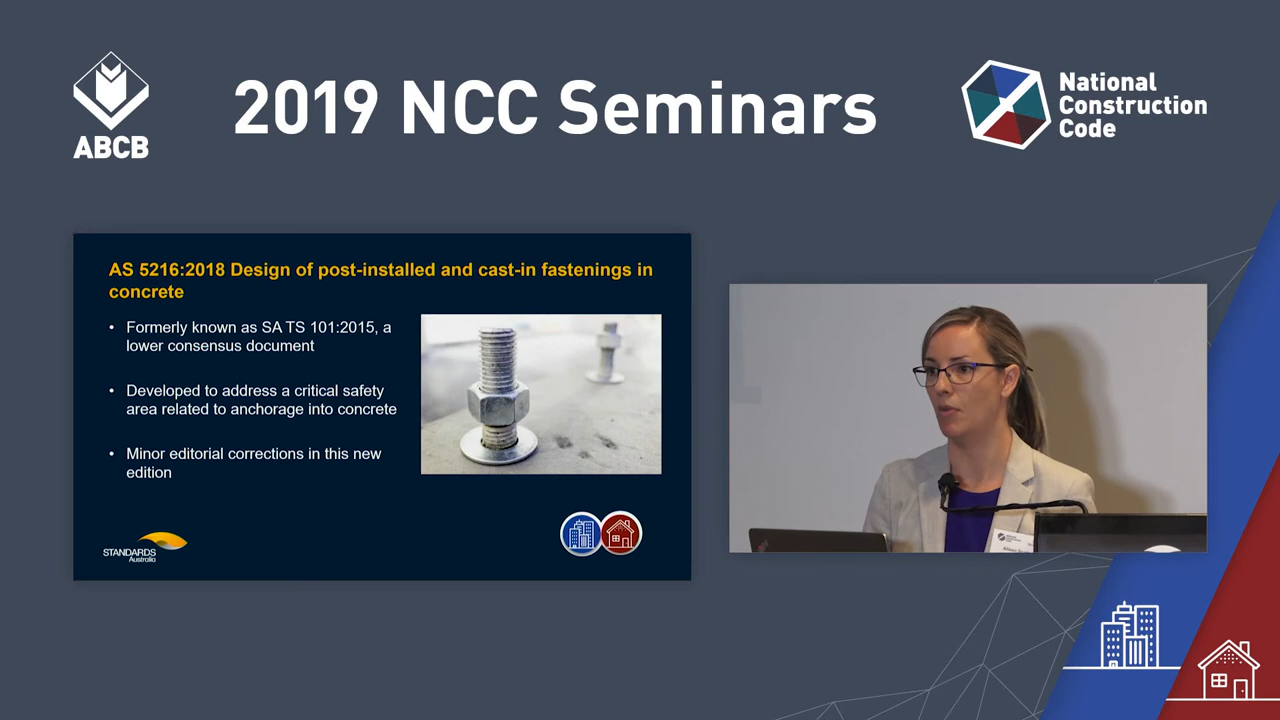 ABCB
2019 NCC Seminars
National
Construction
Code
AS 5216:2018 Design of post-installed and cast-in fastenings in
concrete
• Formerly known as SA TS 101:2015, a
lower consensus document
• Developed to address a critical safety
area related to anchorage into concrete
• Minor editorial corrections in this new
edition
STANDARDS
Australia